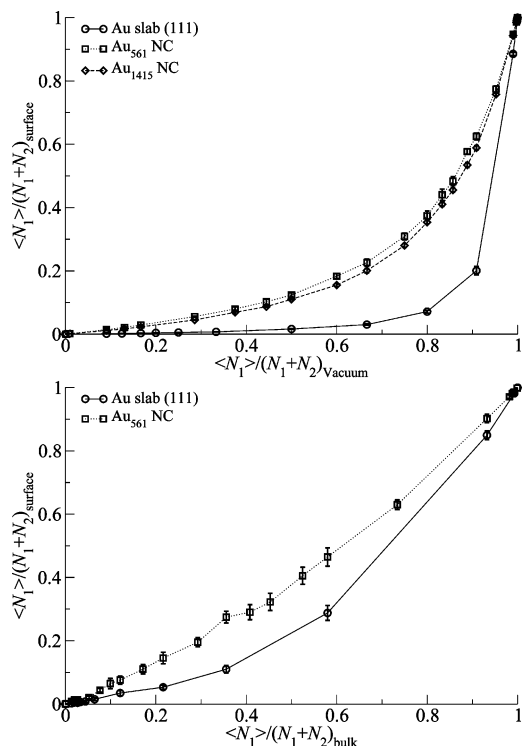 Au slab (111)
Au561 NC
Au1415 NC
1
0.8
0.6
0.4
0.2
0
<N1>/(N1+N2)surface
0 0.2 0.4 0.6 0.8 1
<N1>/(N1+N2)Vacuum
Au slab (111)
Au561 NC
1
0.8
0.6
0.4
0.2
0
<N1>/(N1+N2)surface
0 0.2 0.4 0.6 0.8 1
<N1>/(N1+N2)bulk